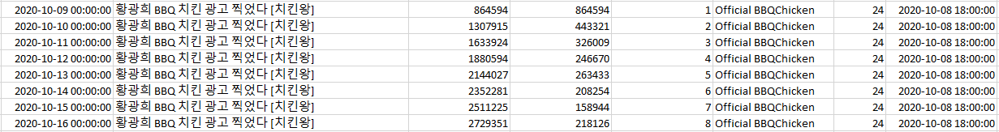 2020-10-09 00:00:00 황광희 BBQ 치킨 광고 찍었다 [치킨왕] 864594 864594 1 Official BBQChicken 24 2020-10-08 18:00:00
2020-10-10 00:00:00 황광희 BBQ 치킨 광고 찍었다 [치킨왕] 1307915 443321 2 Official BBQChicken 24 2020-10-08 18:00:00
2020-10-11 00:00:00 황광희 BBQ 치킨 광고 찍었다 [치킨왕] 1633924 326009 3 Official BBQChicken 24 2020-10-08 18:00:00
2020-10-12 00:00:00 황광희 BBQ 치킨 광고 찍었다 [치킨왕] 1880594 246670 4 Official BBQChicken 24 2020-10-08 18:00:00
2020-10-13 00:00:00 황광희 BBQ 치킨 광고 찍었다 [치킨왕] 2144027 263433 5 Official BBQChicken 24 2020-10-08 18:00:00
2020-10-14 00:00:00 황광희 BBQ 치킨 광고 찍었다 [치킨왕] 2352281 208254 6 Official BBQChicken 24 2020-10-08 18:00:00
2020-10-15 00:00:00 황광희 BBQ 치킨 광고 찍었다 [치킨왕] 2511225 158944 7 Official BBQChicken 24 2020-10-08 18:00:00
2020-10-16 00:00:00 황광희 BBQ 치킨 광고 찍었다 [치킨왕] 2729351 218126 8 Official BBQChicken 24 2020-10-08 18:00:00